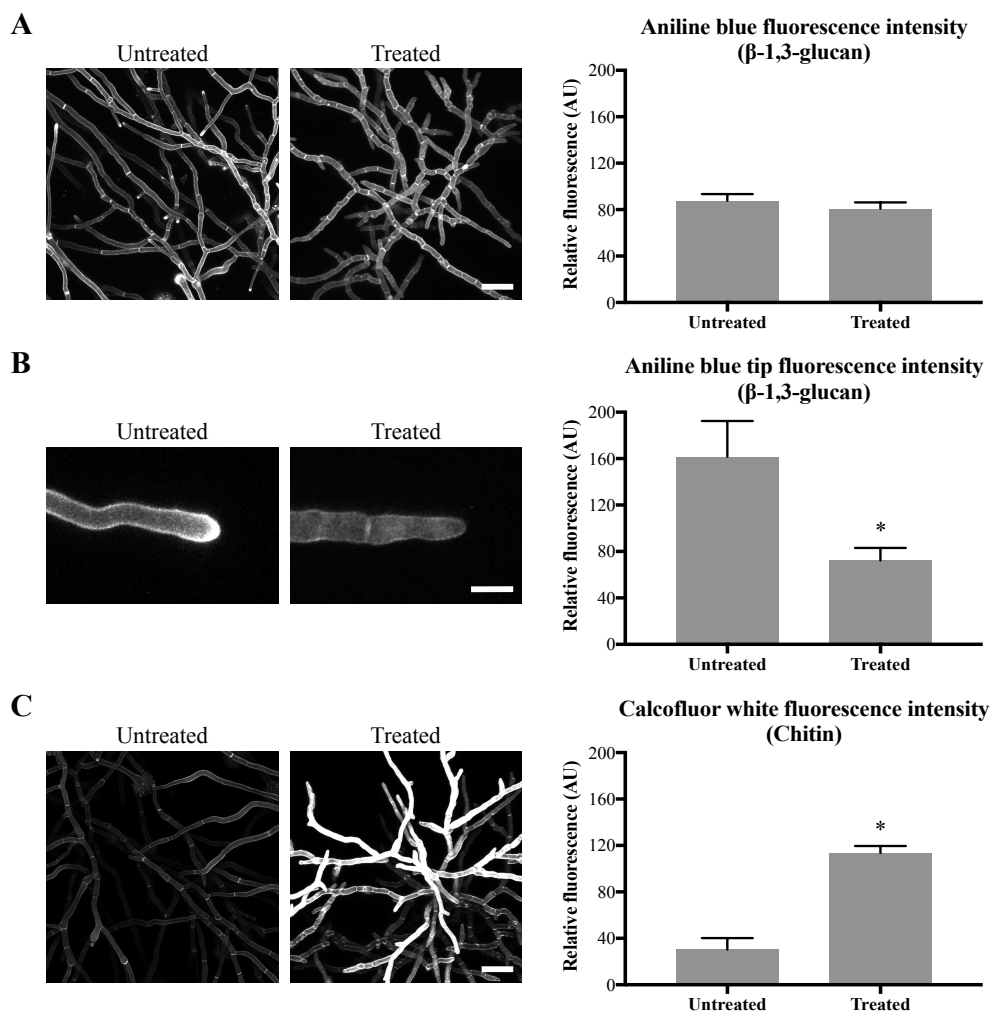 A
Untreated
Treated
Aniline blue fluorescence intensity
(β-1,3-glucan)
Relative fluorescence (AU)
200
160
120
80
40
0
Untreated
Treated
B
Untreated
Treated
Aniline blue tip fluorescence intensity
(β-1,3-glucan)
Relative fluorescence (AU)
200
160
120
80
40
0
*
Untreated
Treated
C
Untreated
Treated
Calcofluor white fluorescence intensity
(Chitin)
Relative fluorescence (AU)
200
160
120
80
40
0
*
Untreated
Treated